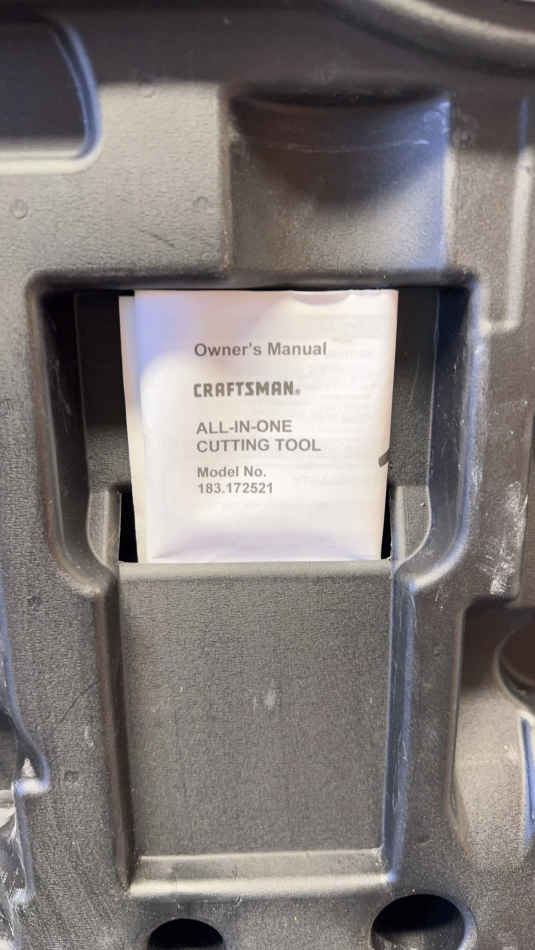 Owner's Manual
CRAFTSMAN®
ALL-IN-ONE
CUTTING TOOL
Model No.
183.172521